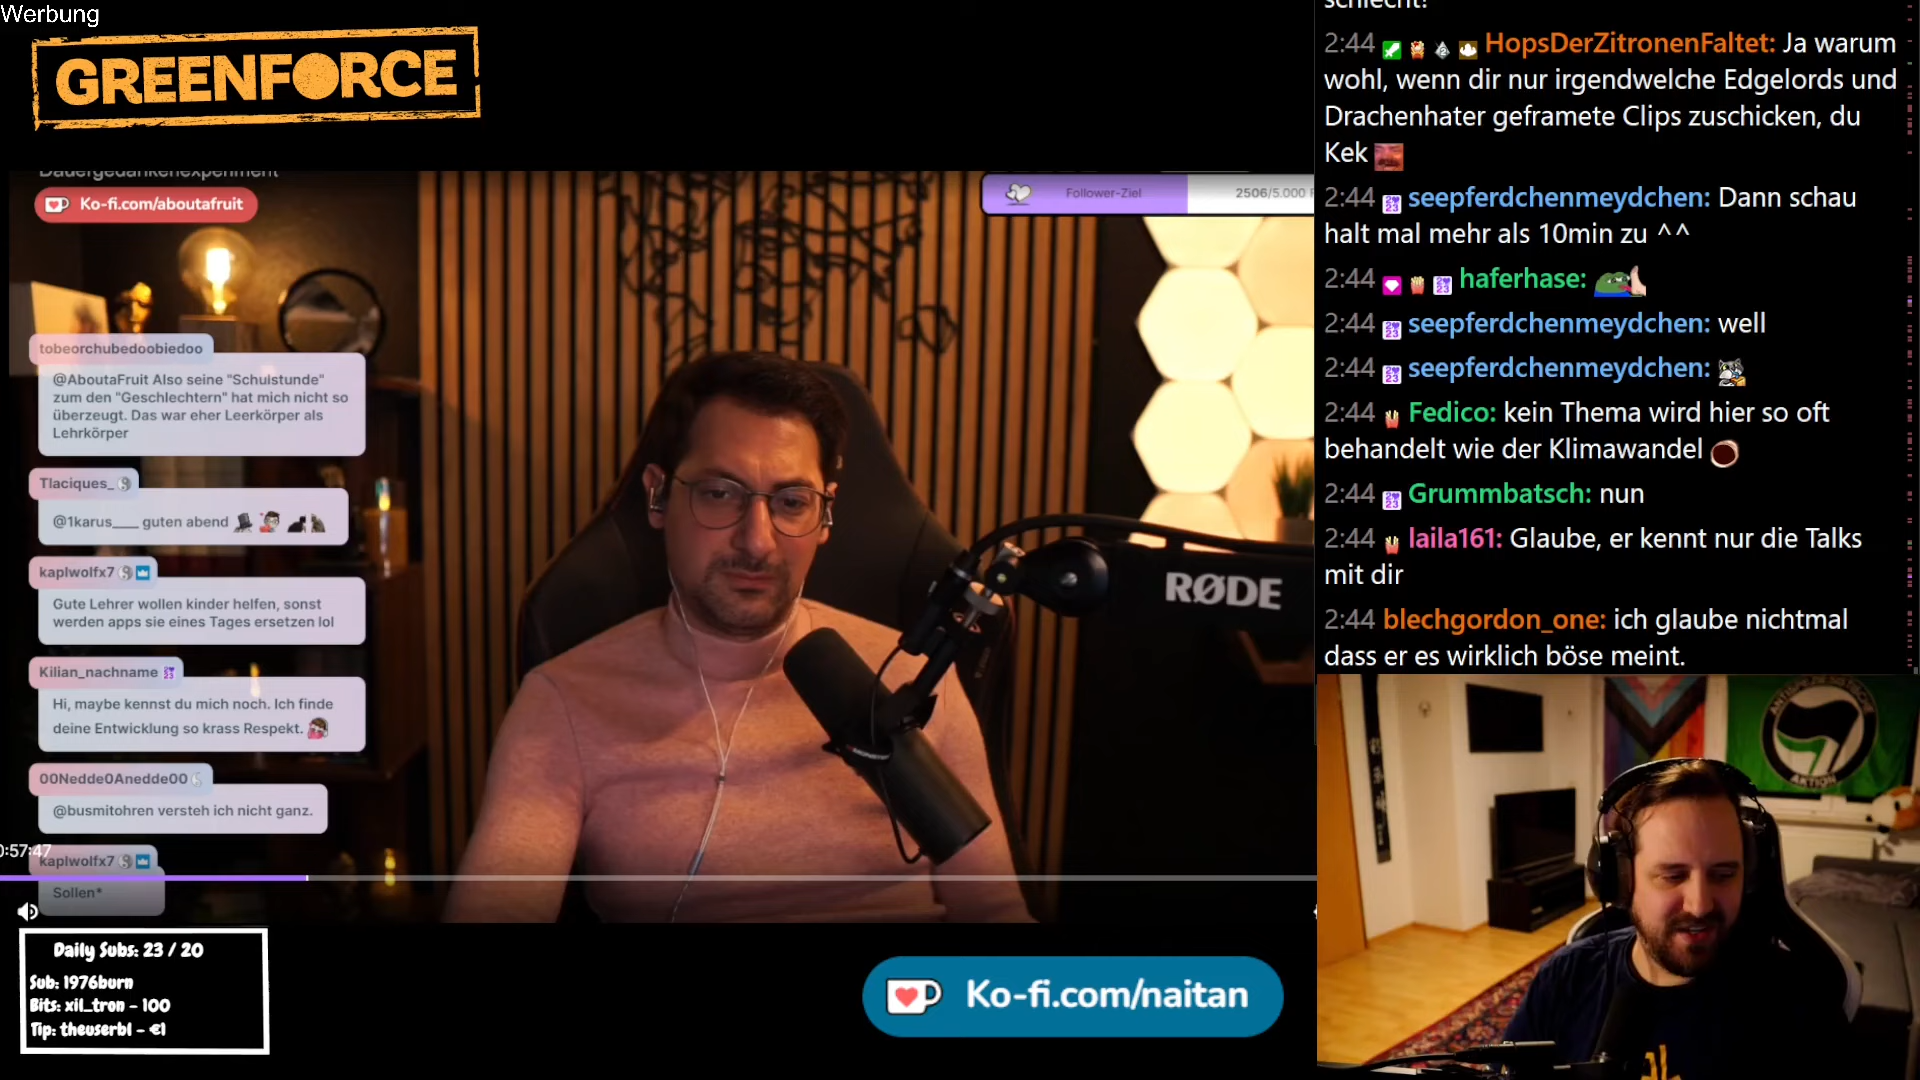 Werbung
GREENFORCE
Dauergedankenexperiment
Ko-fi.com/aboutafruit
Follower-Ziel
2506/5.000
tobeorchubedoobiedoo
@AboutaFruit Also seine "Schulstunde"
zum den "Geschlechtern" hat mich nicht so
überzeugt. Das war eher Leerkörper als
Lehrkörper
Tlaciques_
@1karus___ guten abend
kaplwolfx7
Gute Lehrer wollen kinder helfen, sonst
werden apps sie eines Tages ersetzen lol
Kilian_nachname
Hi, maybe kennst du mich noch. Ich finde
deine Entwicklung so krass Respekt.
00Nedde0Anedde00
@busmitohren versteh ich nicht ganz.
0:57:47
kaplwolfx7
Sollen*
RØDE
Daily Subs: 23 / 20
Sub: 1976burn
Bits: xil_tron - 100
Tip: theuserbl - €1
Ko-fi.com/naitan
schlecht?
2:44 HopsDerZitronenFaltet: Ja warum
wohl, wenn dir nur irgendwelche Edgelords und
Drachenhater geframete Clips zuschicken, du
Kek
2:44 seepferdchenmeydchen: Dann schau
halt mal mehr als 10min zu ^^
2:44 haferhase:
2:44 seepferdchenmeydchen: well
2:44 seepferdchenmeydchen:
2:44 Fedico: kein Thema wird hier so oft
behandelt wie der Klimawandel
2:44 Grummbatsch: nun
2:44 laila161: Glaube, er kennt nur die Talks
mit dir
2:44 blechgordon_one: ich glaube nichtmal
dass er es wirklich böse meint.
ANTISPEZIESISTISCHE
AKTION